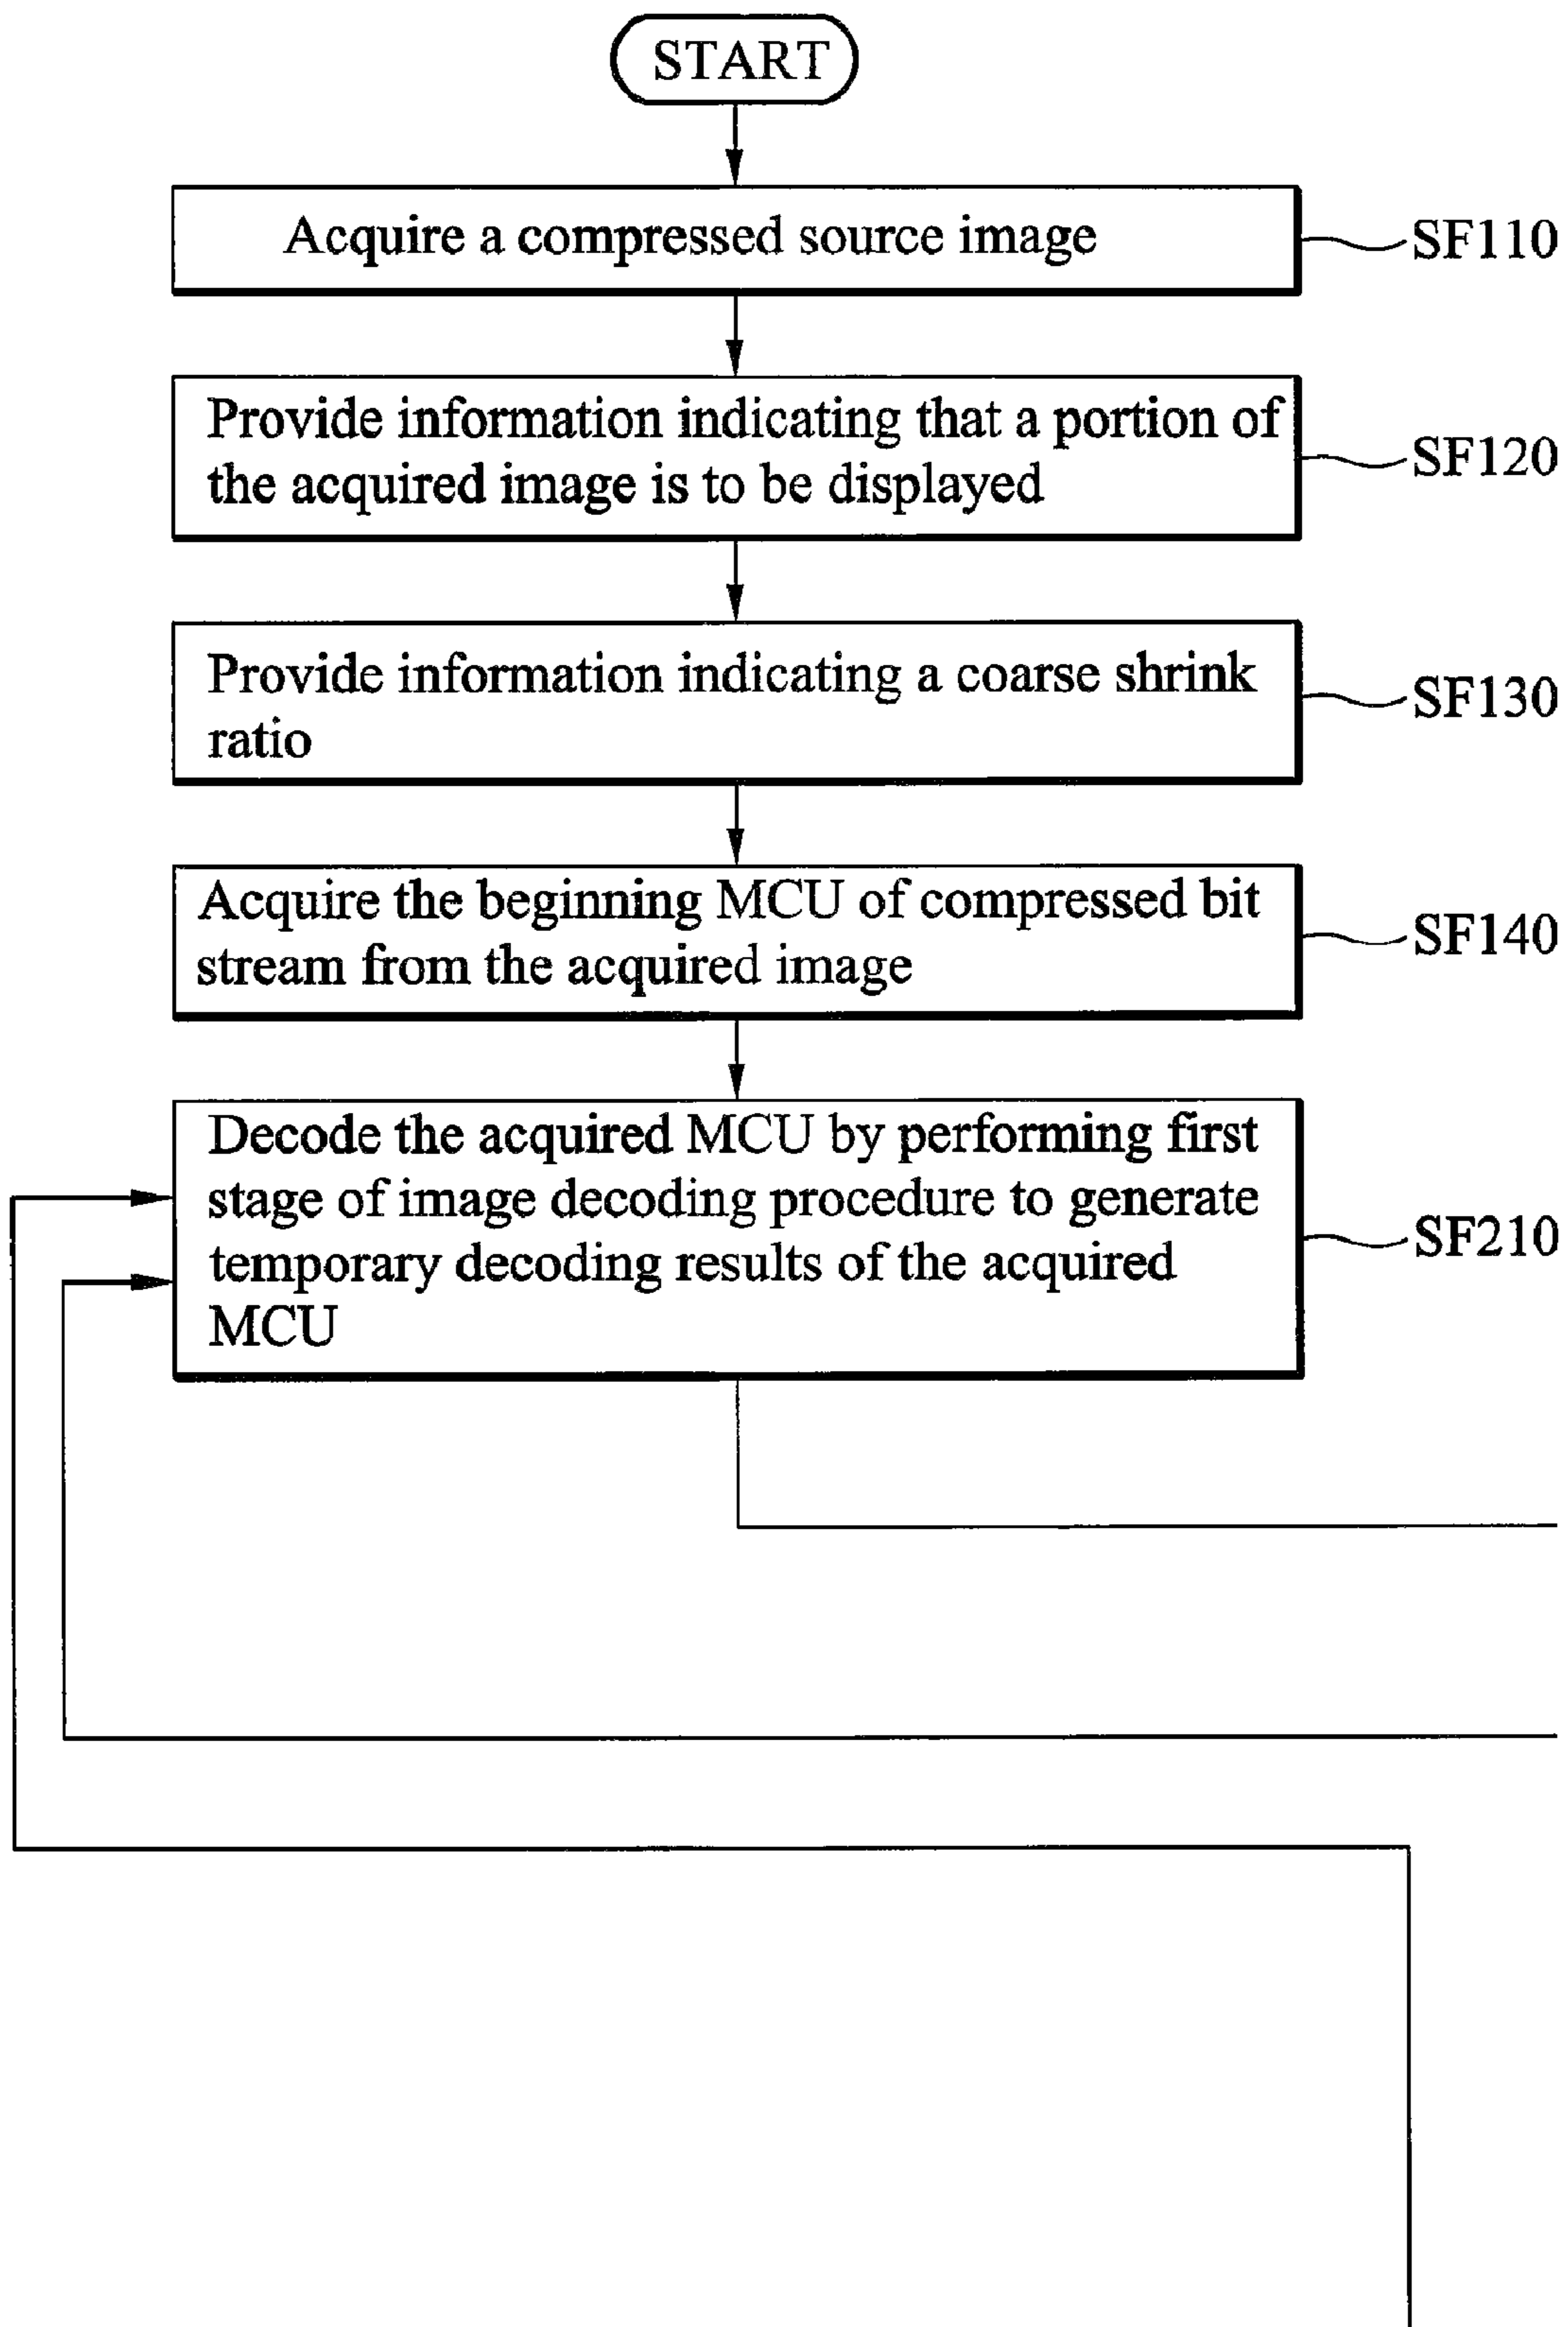 START
Acquire a compressed source image
SF110
Provide information indicating that a portion of
the acquired image is to be displayed
SF120
Provide information indicating a coarse shrink
ratio
SF130
Acquire the beginning MCU of compressed bit
stream from the acquired image
SF140
Decode the acquired MCU by performing first
stage of image decoding procedure to generate
temporary decoding results of the acquired
MCU
SF210